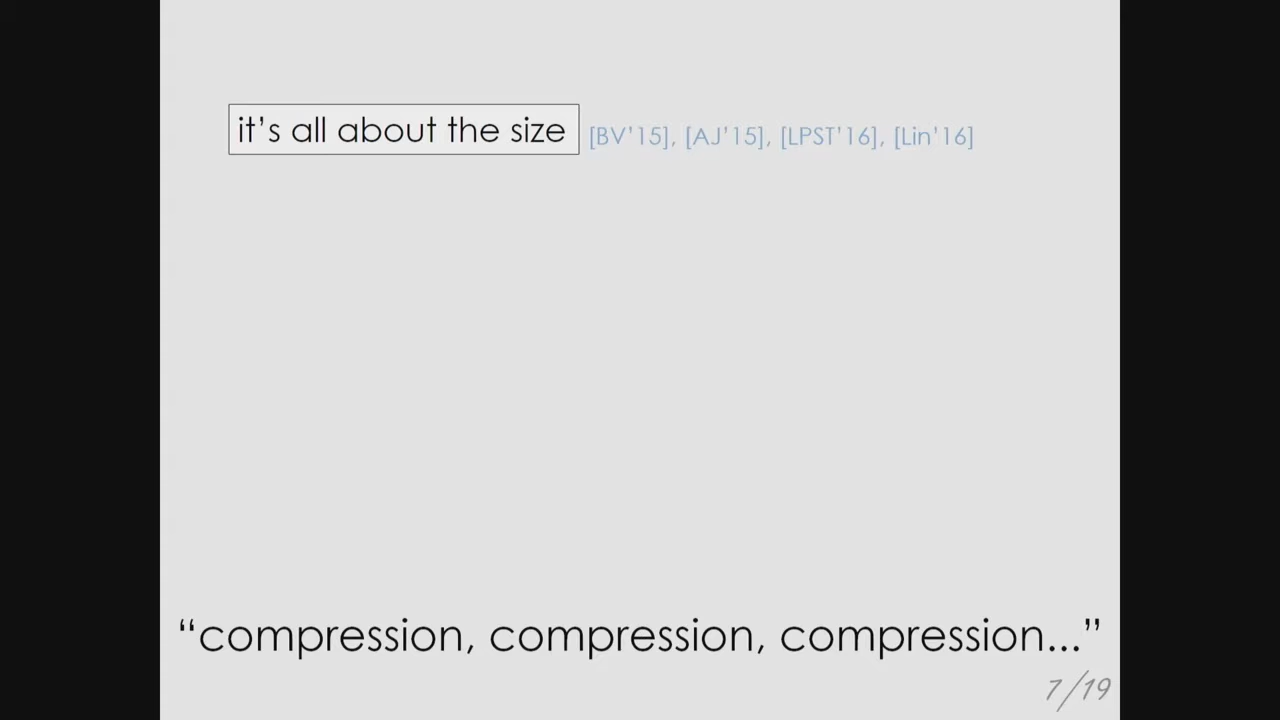 it’s all about the size [BV’15], [AJ’15], [LPST’16], [Lin’16]
“compression, compression, compression...”
7/19